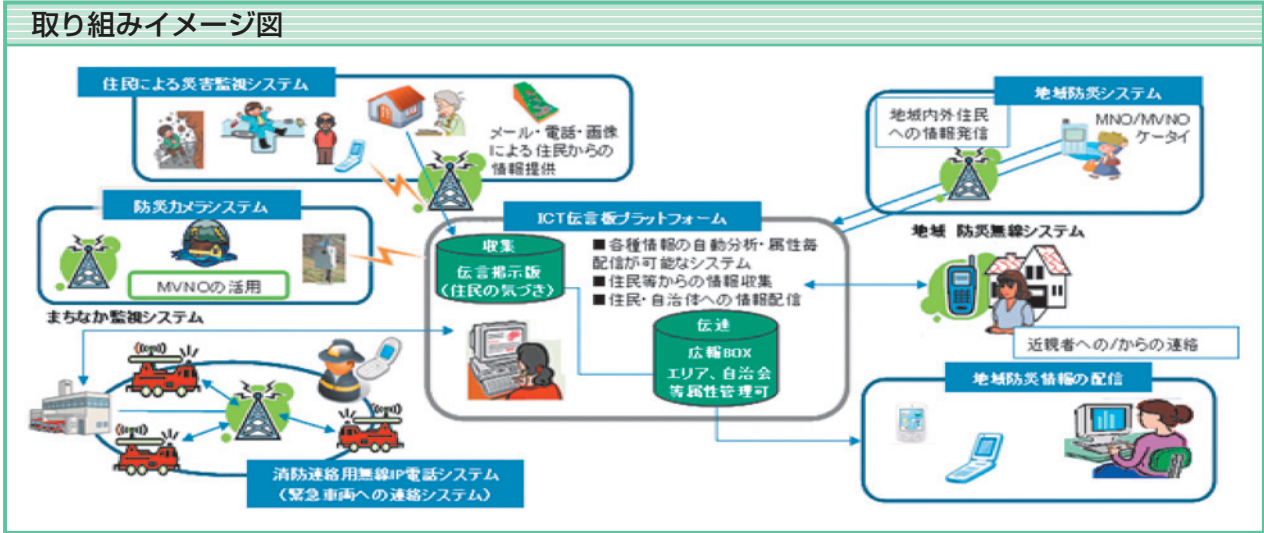 取り組みイメージ図
住民による災害監視システム
メール・電話・画像
による住民からの
情報提供
地域防災システム
地域内外住民
への情報発信
MNO/MVNO
ケータイ
防災カメラシステム
MVNOの活用
ICT伝言板プラットフォーム
収集
伝言掲示版
(住民の気づき)
■各種情報の自動分析・属性毎
配信が可能なシステム
■住民等からの情報収集
■住民・自治体への情報配信
伝達
広報BOX
エリア、自治会
等属性管理可
地域 防災無線システム
近親者への/からの連絡
まちなか監視システム
消防連絡用無線IP電話システム
(緊急車両への連絡システム)
地域防災情報の配信